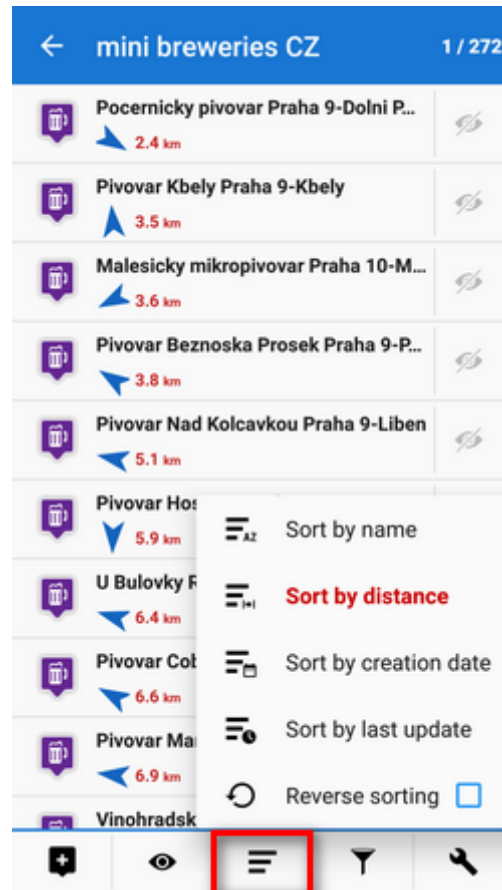 mini breweries CZ 1 / 272
Pocernicky pivovar Praha 9-Dolni P...
2.4 km
Pivovar Kbely Praha 9-Kbely
3.5 km
Malesicky mikropivovar Praha 10-M...
3.6 km
Pivovar Beznoska Prosek Praha 9-P...
3.8 km
Pivovar Nad Kolcavkou Praha 9-Liben
5.1 km
Pivovar Hos
5.9 km
U Bulovky R
6.4 km
Pivovar Cob
6.6 km
Pivovar Mar
6.9 km
Vinohradsk
AZ Sort by name
Sort by distance
Sort by creation date
Sort by last update
Reverse sorting